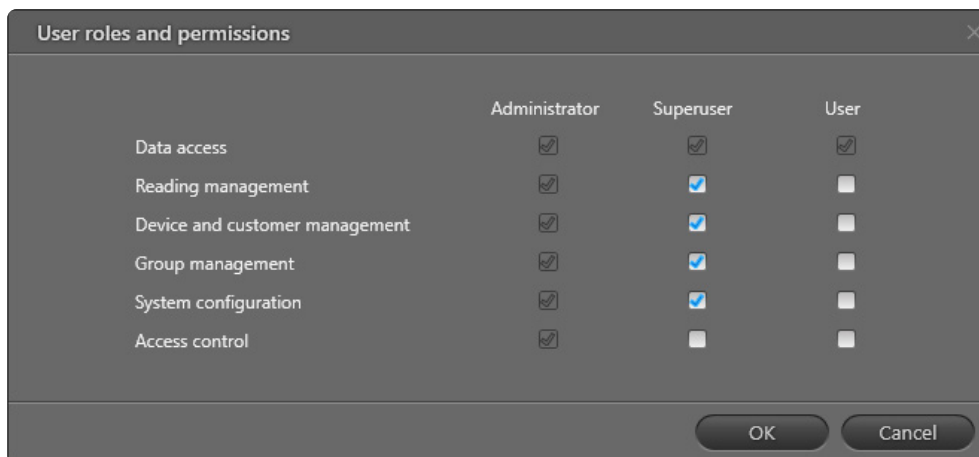 User roles and permissions
Administrator Superuser User
Data access
Reading management
Device and customer management
Group management
System configuration
Access control
OK Cancel